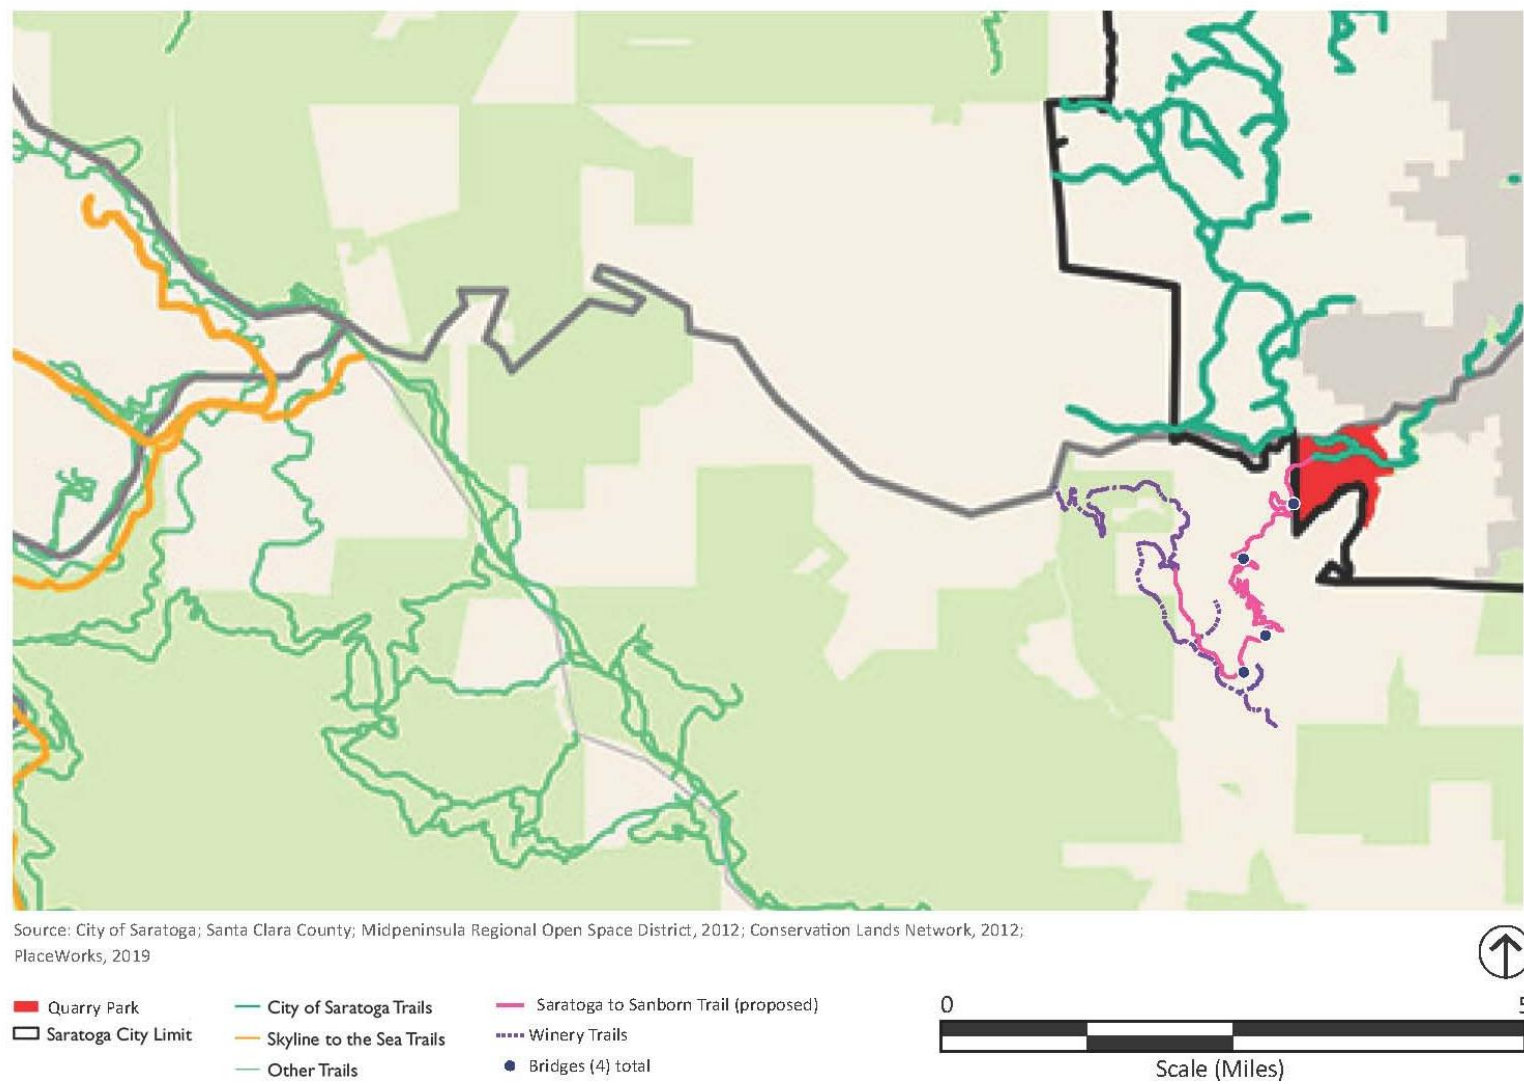 Source: City of Saratoga; Santa Clara County; Midpeninsula Regional Open Space District, 2012; Conservation Lands Network, 2012;
PlaceWorks, 2019
Quarry Park
Saratoga City Limit
City of Saratoga Trails
Skyline to the Sea Trails
Other Trails
Saratoga to Sanborn Trail (proposed)
Winery Trails
Bridges (4) total
0 5
Scale (Miles)